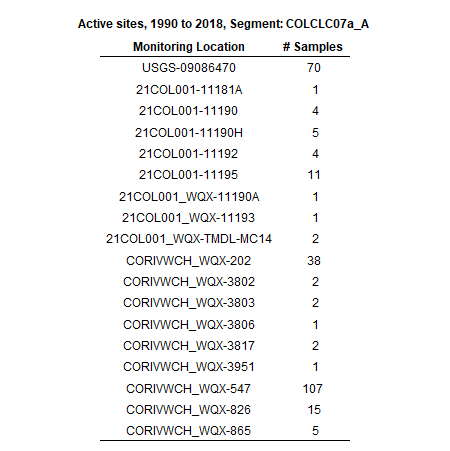 Active sites, 1990 to 2018, Segment: COLCLC07a_A
Monitoring Location # Samples
USGS-09086470 70
21COL001-11181A 1
21COL001-11190 4
21COL001-11190H 5
21COL001-11192 4
21COL001-11195 11
21COL001_WQX-11190A 1
21COL001_WQX-11193 1
21COL001_WQX-TMDL-MC14 2
CORIVWCH_WQX-202 38
CORIVWCH_WQX-3802 2
CORIVWCH_WQX-3803 2
CORIVWCH_WQX-3806 1
CORIVWCH_WQX-3817 2
CORIVWCH_WQX-3951 1
CORIVWCH_WQX-547 107
CORIVWCH_WQX-826 15
CORIVWCH_WQX-865 5